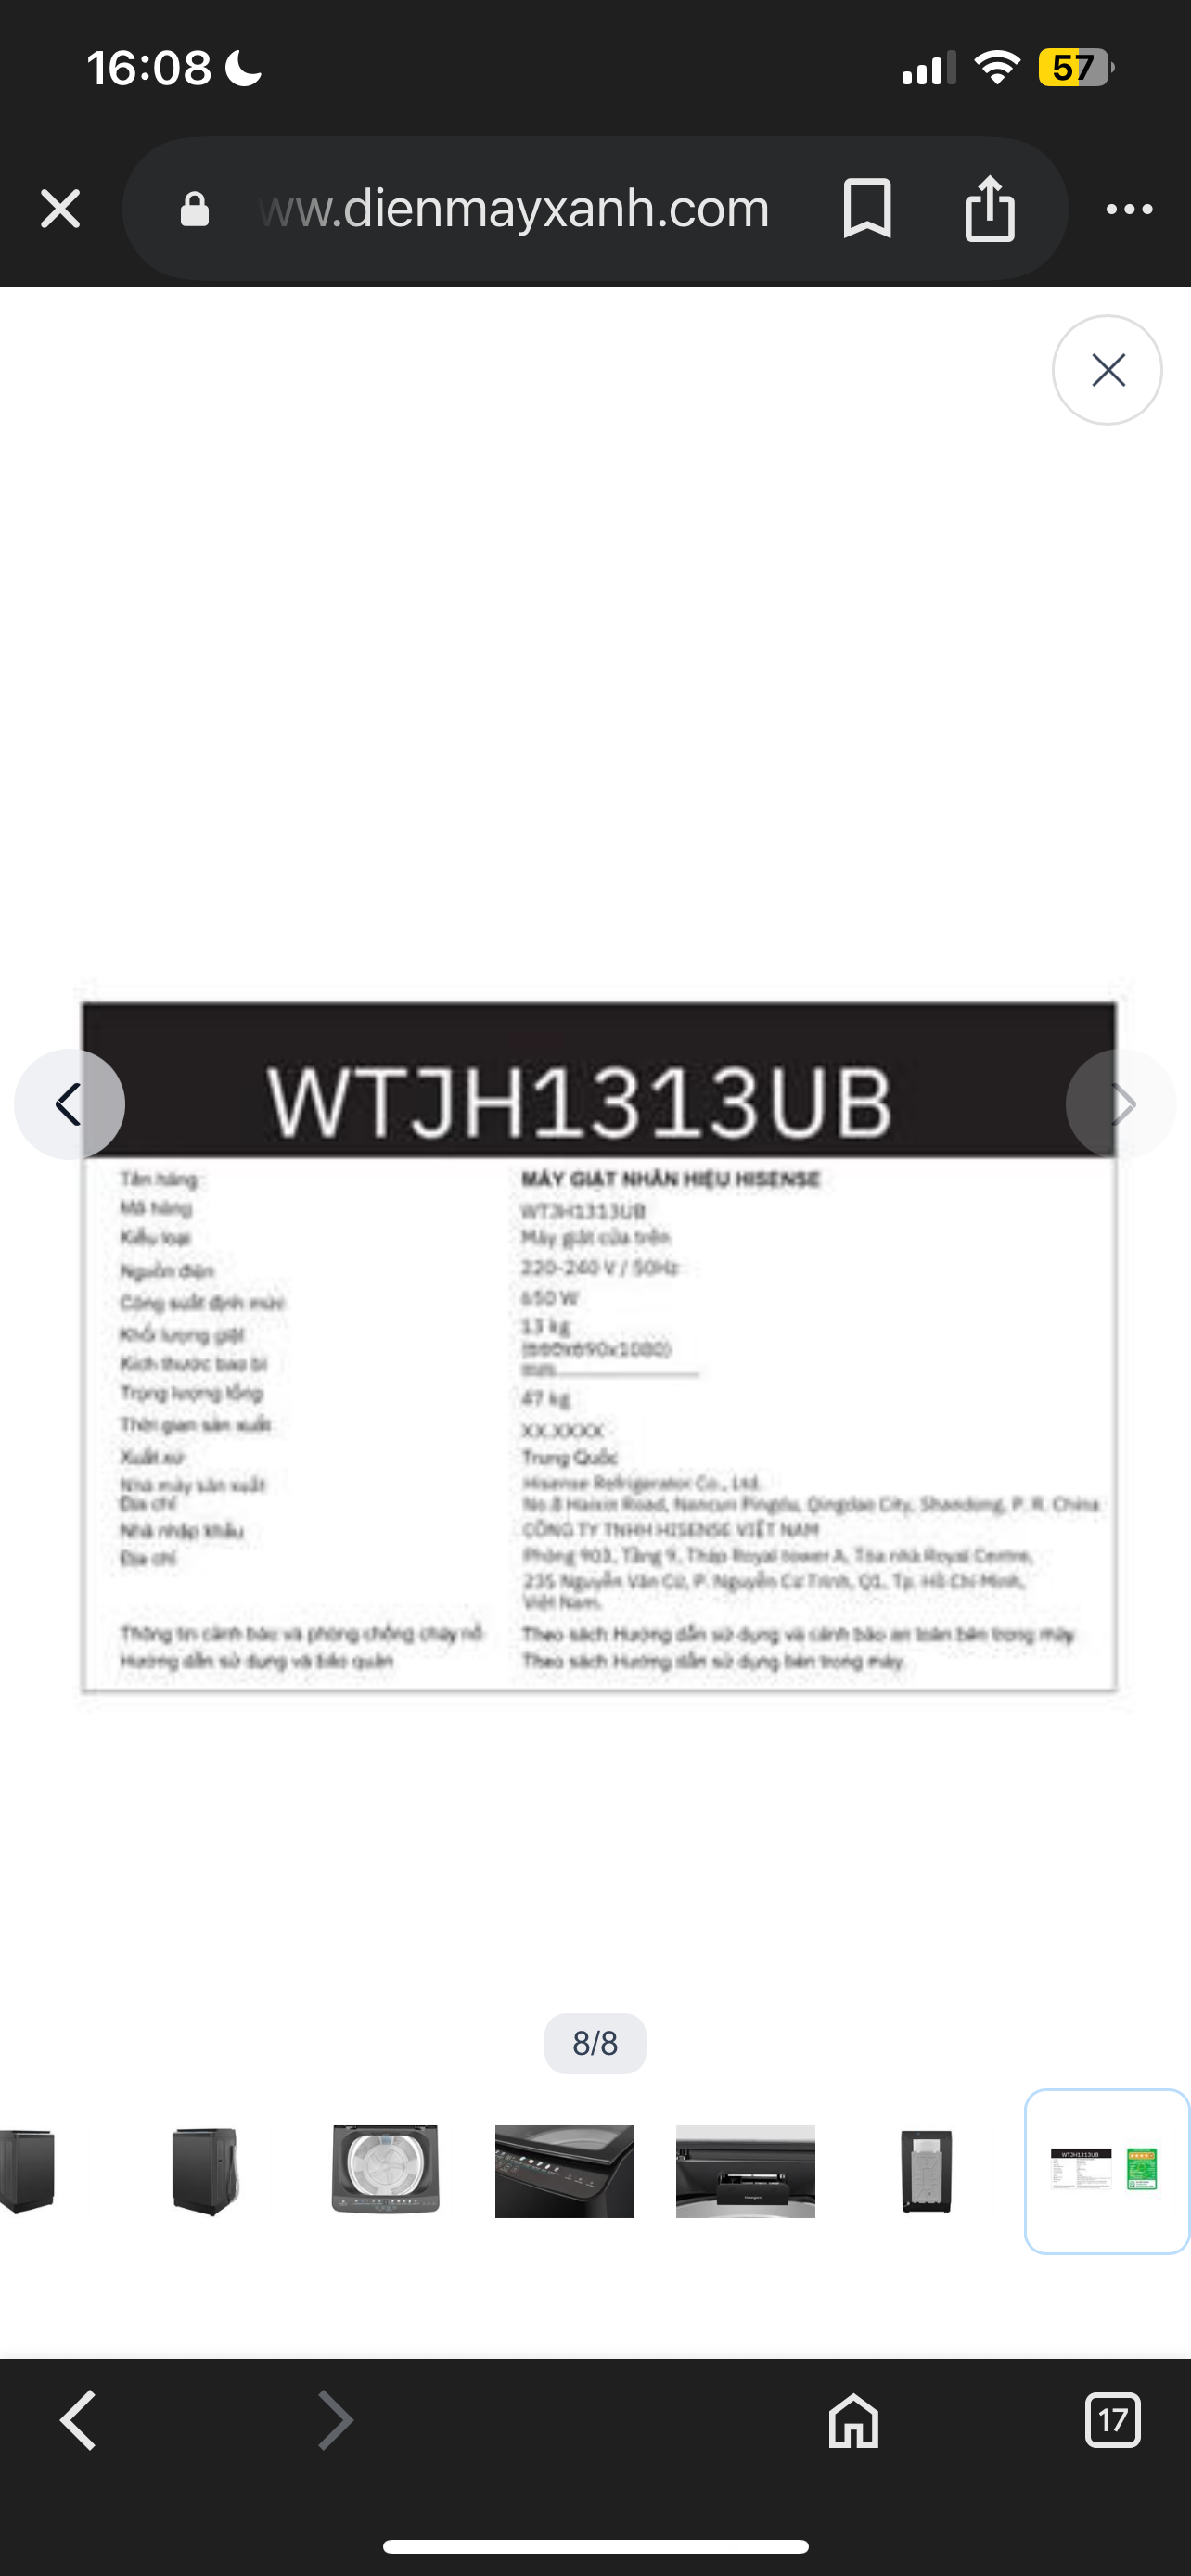 16:08
57
ww.dienmayxanh.com
WTJH1313UB
Tên hàng: MÁY GIẶT NHÃN HIỆU HISENSE
Mã hàng WTJH1313UB
Kiểu loại Máy giặt cửa trên
Nguồn điện 220-240 V / 50Hz
Công suất định mức 650 W
Khối lượng giặt 13 kg
Kích thước bao bì (660x690x1080)
mm
Trọng lượng tổng 47 kg
Thời gian sản xuất XX.XXXX
Xuất xứ Trung Quốc
Nhà máy sản xuất Hisense Refrigerator Co., Ltd.
Địa chỉ No.8 Haixin Road, Nancun Pingdu, Qingdao City, Shandong, P. R. China
Nhà nhập khẩu CÔNG TY TNHH HISENSE VIỆT NAM
Địa chỉ Phòng 903, Tầng 9, Tháp Royal tower A, Tòa nhà Royal Centre,
235 Nguyễn Văn Cừ, P. Nguyễn Cư Trinh, Q1, Tp. Hồ Chí Minh,
Việt Nam.
Thông tin cảnh báo và phòng chống cháy nổ Theo sách Hướng dẫn sử dụng và cảnh báo an toàn bên trong máy
Hướng dẫn sử dụng và bảo quản Theo sách Hướng dẫn sử dụng bên trong máy.
8/8
WTJH1313UB
17